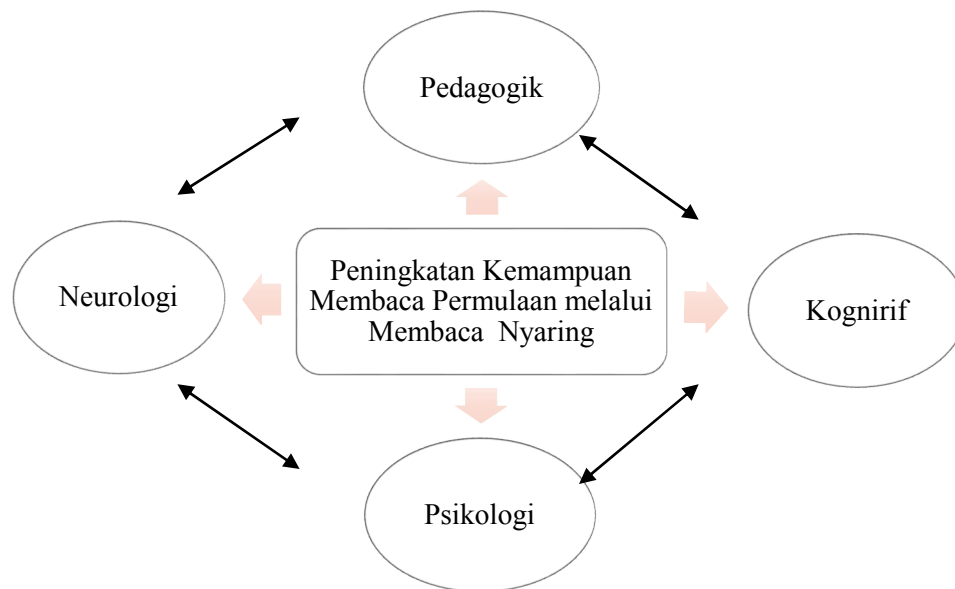 Pedagogik
Neurologi
Peningkatan Kemampuan
Membaca Permulaan melalui
Membaca  Nyaring
Kognirif
Psikologi